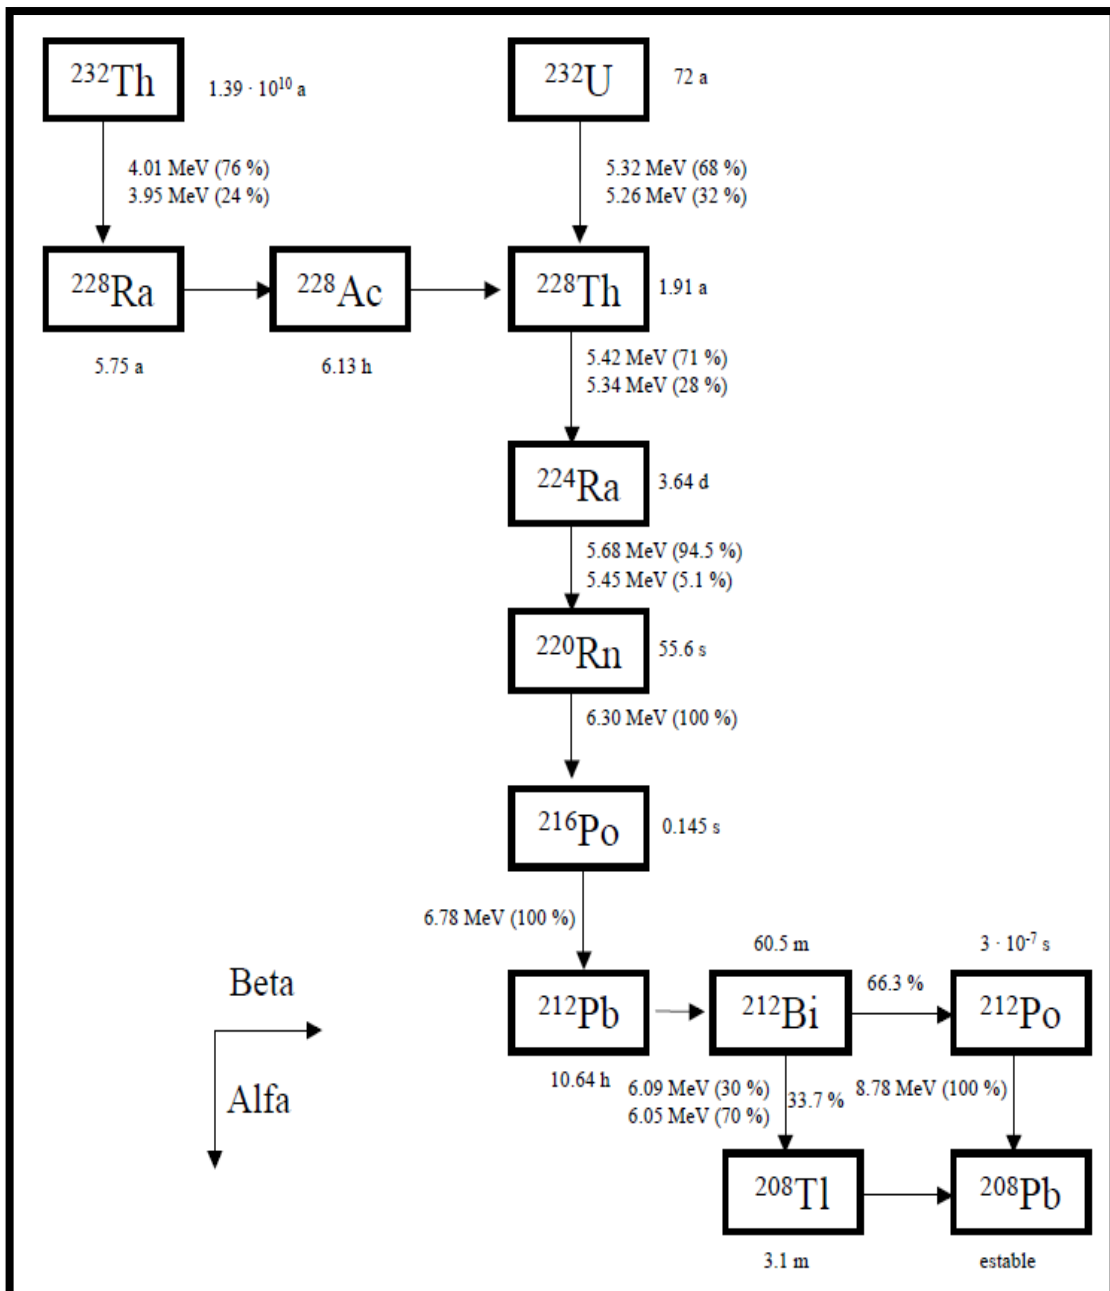 ²³²Th
1.39 · 10¹⁰ a
²³²U
72 a
4.01 MeV (76 %)
3.95 MeV (24 %)
5.32 MeV (68 %)
5.26 MeV (32 %)
²²⁸Ra
²²⁸Ac
²²⁸Th
1.91 a
5.75 a
6.13 h
5.42 MeV (71 %)
5.34 MeV (28 %)
²²⁴Ra
3.64 d
5.68 MeV (94.5 %)
5.45 MeV (5.1 %)
²²⁰Rn
55.6 s
6.30 MeV (100 %)
²¹⁶Po
0.145 s
6.78 MeV (100 %)
60.5 m
3 · 10⁻⁷ s
Beta
Alfa
²¹²Pb
²¹²Bi
66.3 %
²¹²Po
10.64 h
6.09 MeV (30 %)
6.05 MeV (70 %)
33.7 %
8.78 MeV (100 %)
²⁰⁸Tl
²⁰⁸Pb
3.1 m
estable